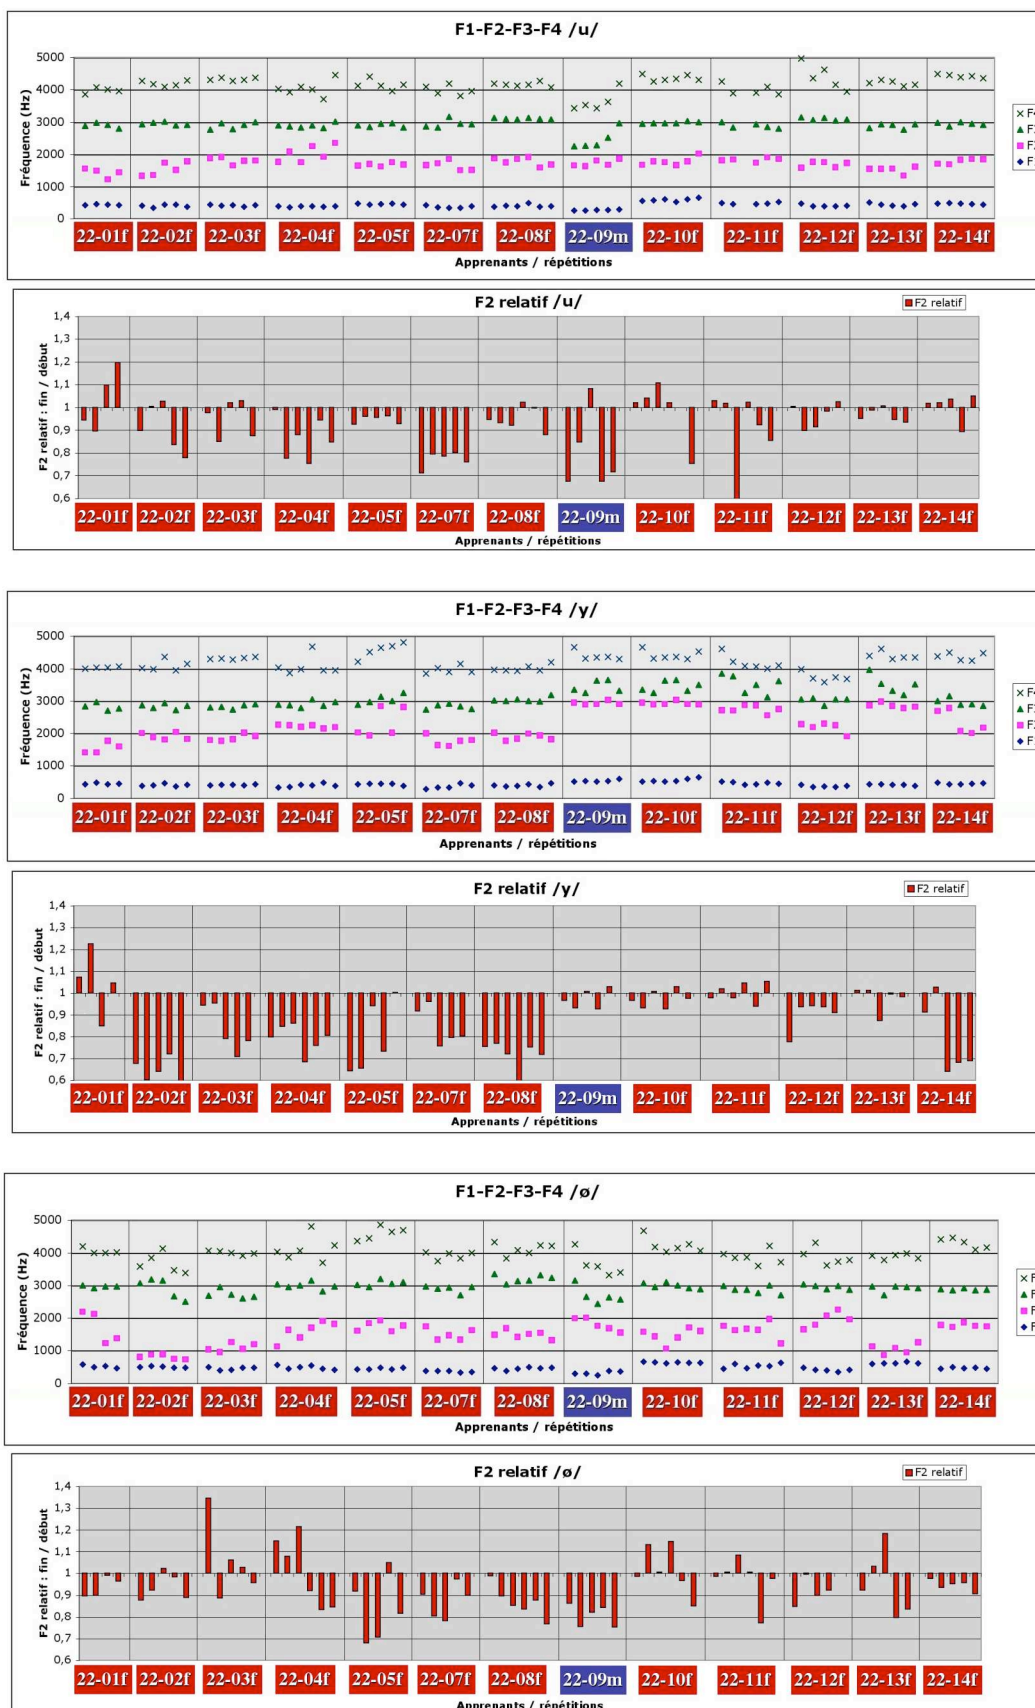 F1-F2-F3-F4 /u/
Fréquence (Hz)
5000
4000
3000
2000
1000
0
22-01f 22-02f 22-03f 22-04f 22-05f 22-07f 22-08f 22-09m 22-10f 22-11f 22-12f 22-13f 22-14f
Apprenants / répétitions
F2 relatif /u/
F2 relatif
F2 relatif : fin / début
1,4
1,3
1,2
1,1
1
0,9
0,8
0,7
0,6
22-01f 22-02f 22-03f 22-04f 22-05f 22-07f 22-08f 22-09m 22-10f 22-11f 22-12f 22-13f 22-14f
Apprenants / répétitions
F1-F2-F3-F4 /y/
Fréquence (Hz)
5000
4000
3000
2000
1000
0
22-01f 22-02f 22-03f 22-04f 22-05f 22-07f 22-08f 22-09m 22-10f 22-11f 22-12f 22-13f 22-14f
Apprenants / répétitions
F2 relatif /y/
F2 relatif
F2 relatif : fin / début
1,4
1,3
1,2
1,1
1
0,9
0,8
0,7
0,6
22-01f 22-02f 22-03f 22-04f 22-05f 22-07f 22-08f 22-09m 22-10f 22-11f 22-12f 22-13f 22-14f
Apprenants / répétitions
F1-F2-F3-F4 /ø/
Fréquence (Hz)
5000
4000
3000
2000
1000
0
22-01f 22-02f 22-03f 22-04f 22-05f 22-07f 22-08f 22-09m 22-10f 22-11f 22-12f 22-13f 22-14f
Apprenants / répétitions
F2 relatif /ø/
F2 relatif
F2 relatif : fin / début
1,4
1,3
1,2
1,1
1
0,9
0,8
0,7
0,6
22-01f 22-02f 22-03f 22-04f 22-05f 22-07f 22-08f 22-09m 22-10f 22-11f 22-12f 22-13f 22-14f
Apprenants / répétitions